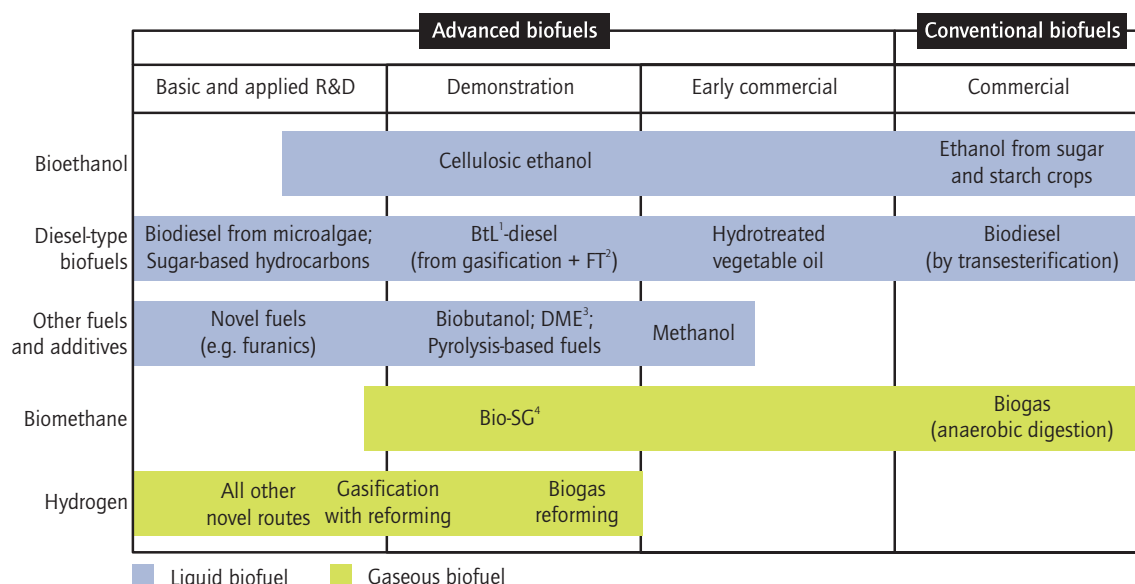 Advanced biofuels
Conventional biofuels
Basic and applied R&D
Demonstration
Early commercial
Commercial
Bioethanol
Cellulosic ethanol
Ethanol from sugar
and starch crops
Diesel-type
biofuels
Biodiesel from microalgae;
Sugar-based hydrocarbons
BtL¹-diesel
(from gasification + FT²)
Hydrotreated
vegetable oil
Biodiesel
(by transesterification)
Other fuels
and additives
Novel fuels
(e.g. furanics)
Biobutanol; DME³;
Pyrolysis-based fuels
Methanol
Biomethane
Bio-SG⁴
Biogas
(anaerobic digestion)
Hydrogen
All other
novel routes
Gasification
with reforming
Biogas
reforming
Liquid biofuel
Gaseous biofuel